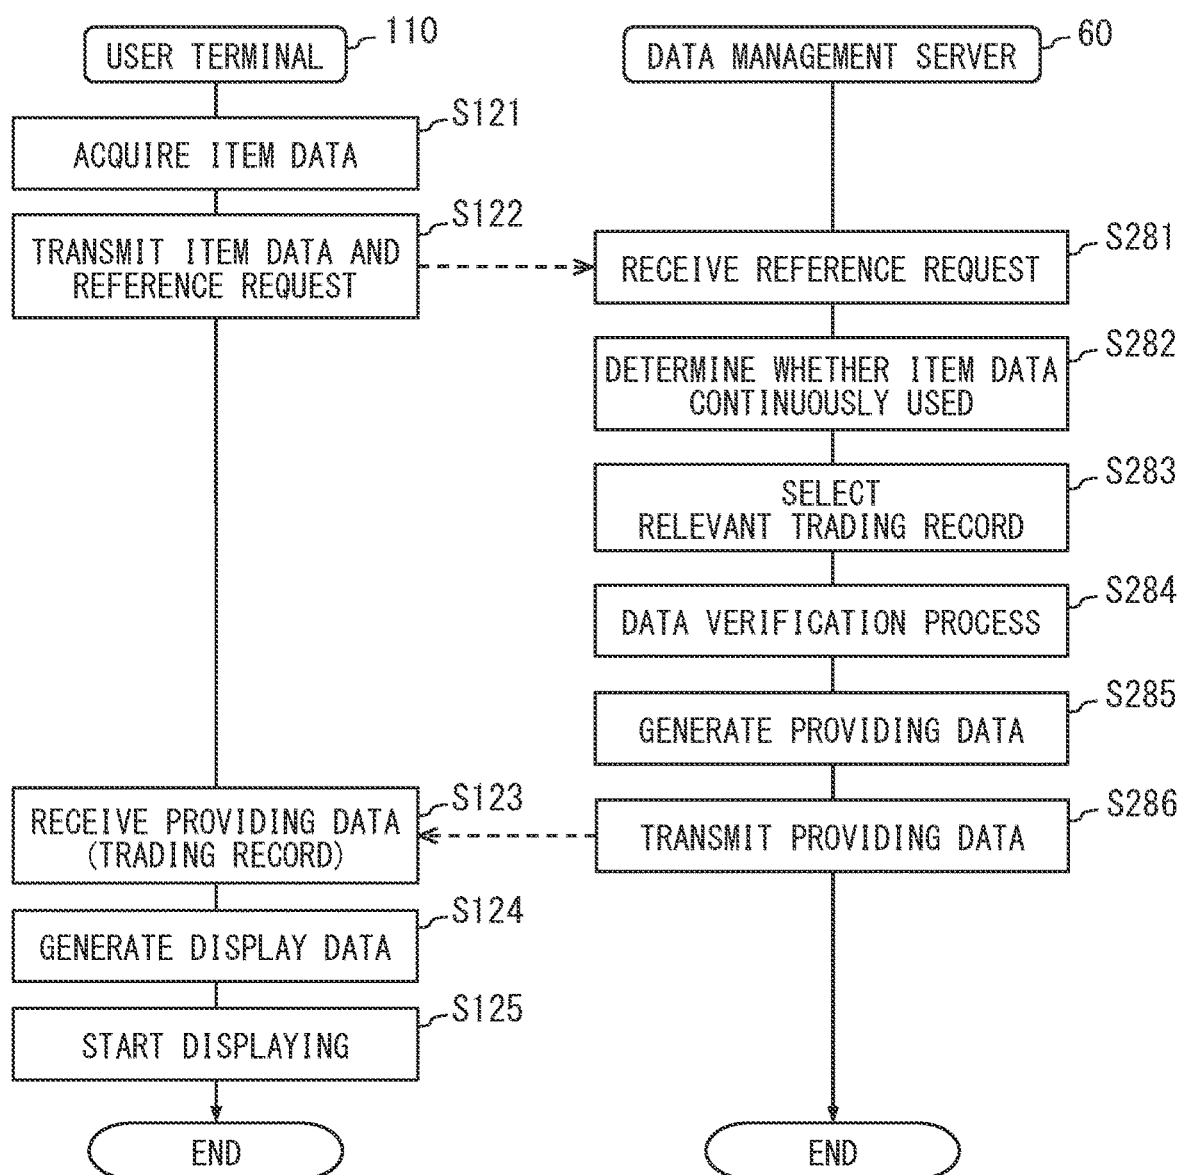 USER TERMINAL
110
S121
ACQUIRE ITEM DATA
S122
TRANSMIT ITEM DATA AND
REFERENCE REQUEST
S123
RECEIVE PROVIDING DATA
(TRADING RECORD)
S124
GENERATE DISPLAY DATA
S125
START DISPLAYING
END
DATA MANAGEMENT SERVER
60
S281
RECEIVE REFERENCE REQUEST
S282
DETERMINE WHETHER ITEM DATA
CONTINUOUSLY USED
S283
SELECT
RELEVANT TRADING RECORD
S284
DATA VERIFICATION PROCESS
S285
GENERATE PROVIDING DATA
S286
TRANSMIT PROVIDING DATA
END